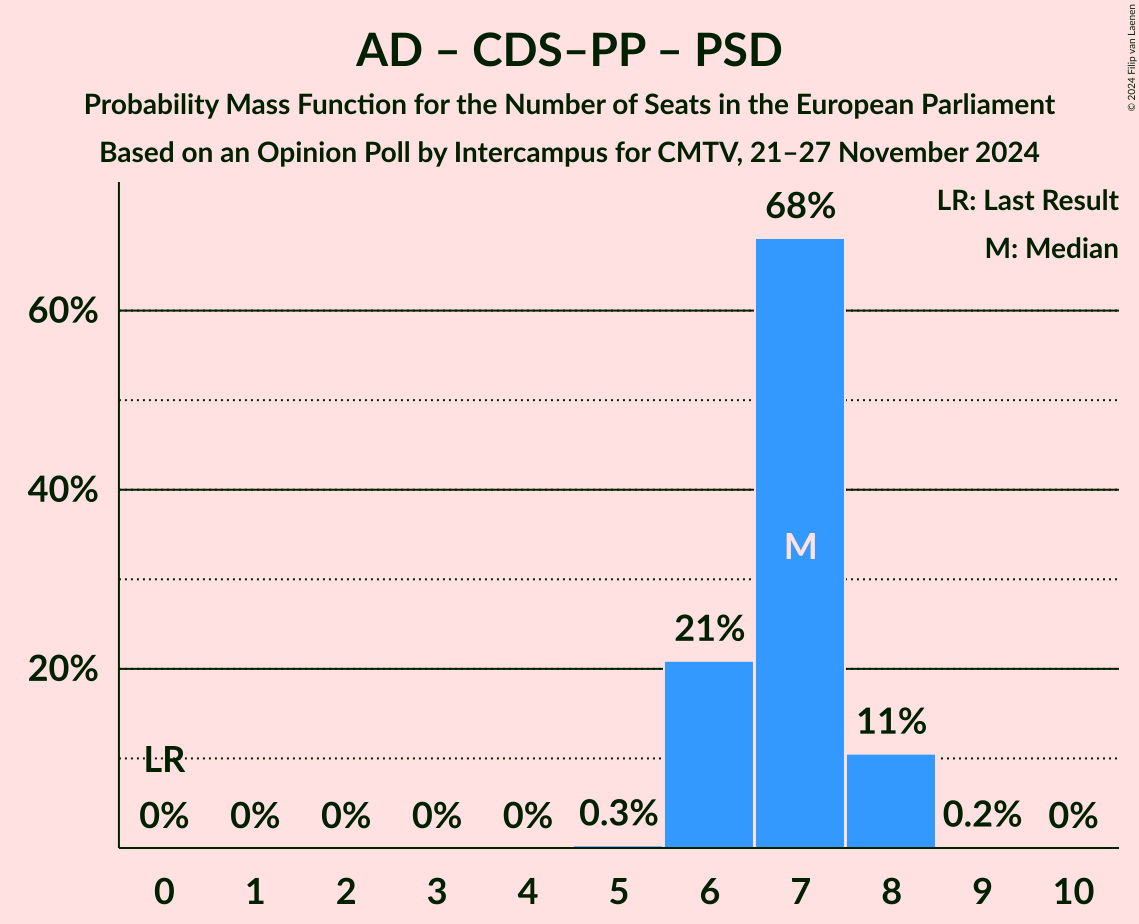 AD – CDS–PP – PSD
Probability Mass Function for the Number of Seats in the European Parliament
Based on an Opinion Poll by Intercampus for CMTV, 21–27 November 2024
© 2024 Filip van Laenen
LR: Last Result
M: Median
60%
40%
20%
LR
0%
0%
0%
0%
0%
0.3%
21%
68%
M
11%
0.2%
0%
0 1 2 3 4 5 6 7 8 9 10